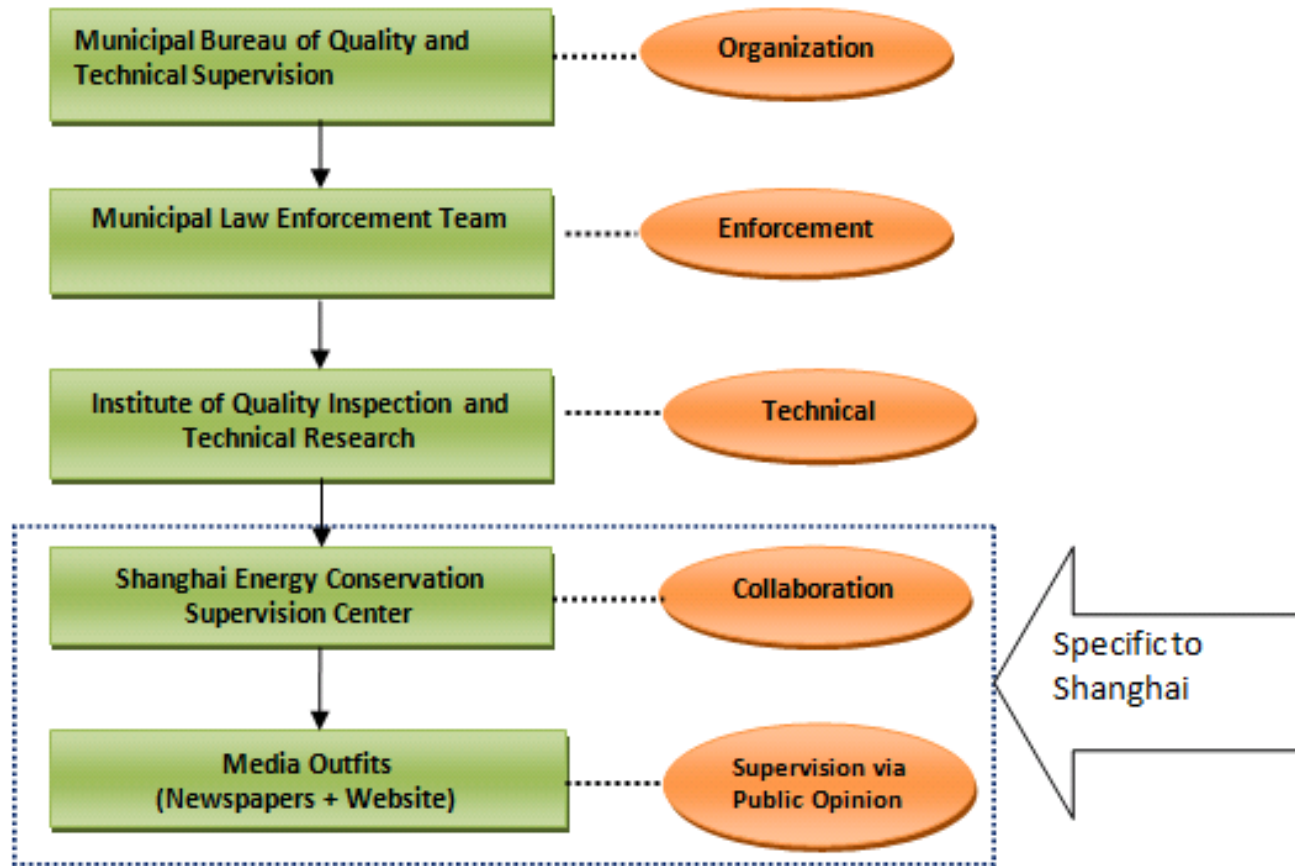 Municipal Bureau of Quality and
Technical Supervision
Organization
Municipal Law Enforcement Team
Enforcement
Institute of Quality Inspection and
Technical Research
Technical
Shanghai Energy Conservation
Supervision Center
Collaboration
Specific to
Shanghai
Media Outfits
(Newspapers + Website)
Supervision via
Public Opinion